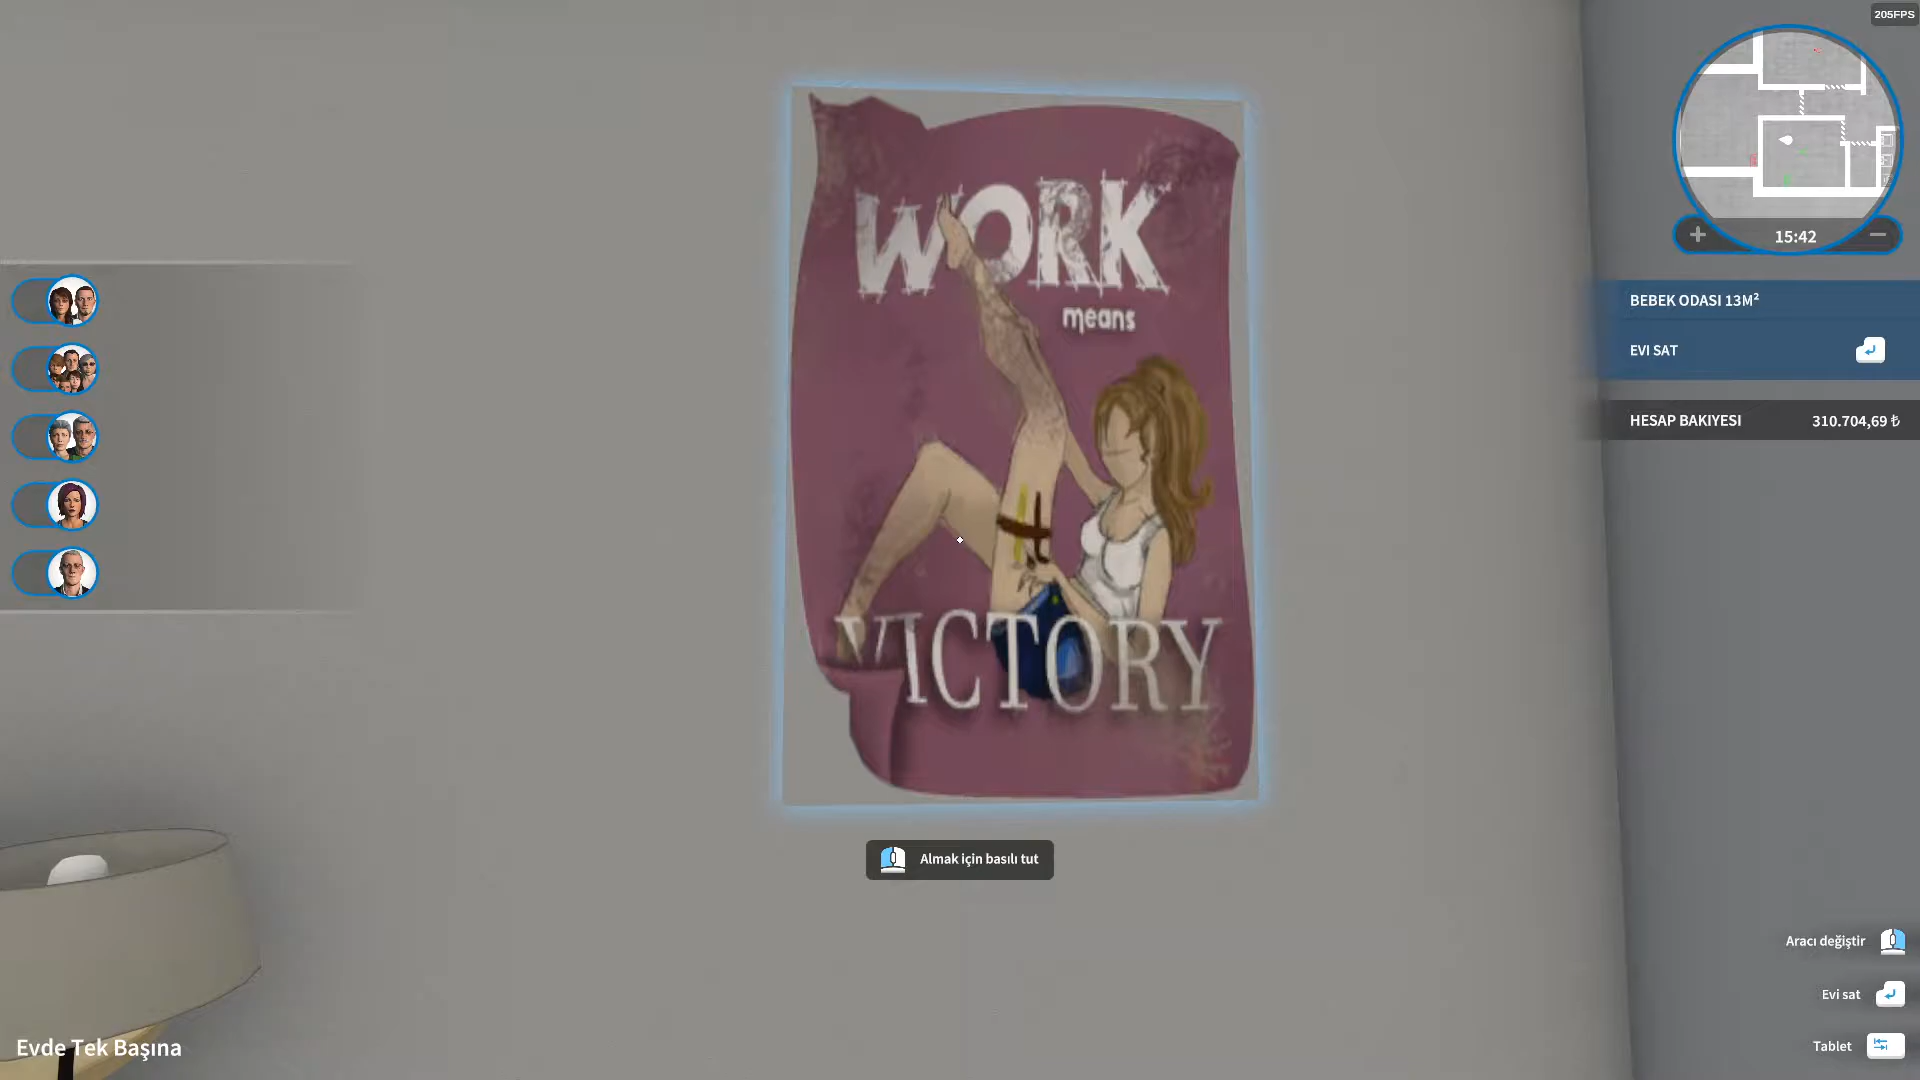 205FPS
WORK
means
VICTORY
15:42
BEBEK ODASI 13M²
EVI SAT
HESAP BAKIYESI 310.704,69 ₺
Almak için basılı tut
Aracı değiştir
Evi sat
Tablet
Evde Tek Başına